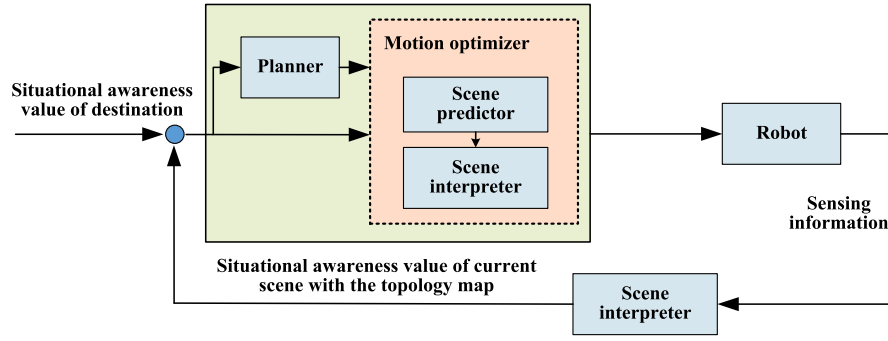 Motion optimizer
Planner
Situational awareness
value of destination
Scene
predictor
Robot
Scene
interpreter
Sensing
information
Situational awareness value of current
scene with the topology map
Scene
interpreter